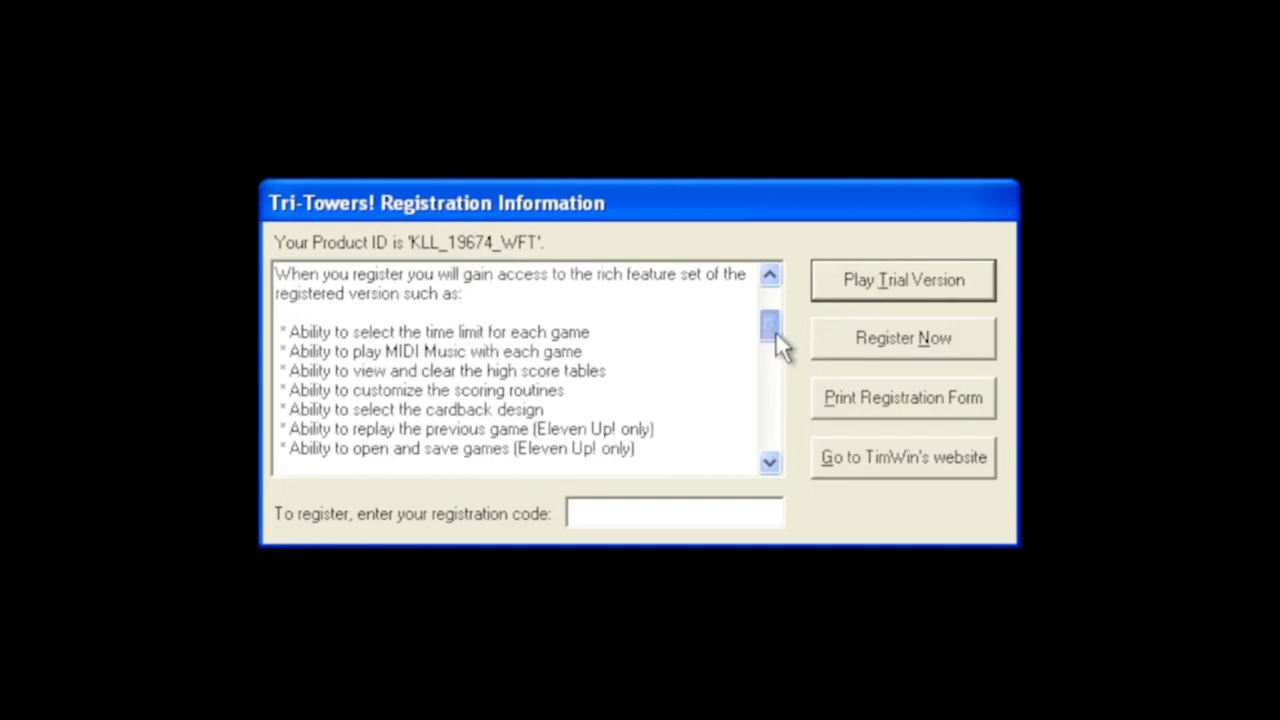 Tri-Towers! Registration Information
Your Product ID is 'KLL_19674_WFT'.
When you register you will gain access to the rich feature set of the
registered version such as:
* Ability to select the time limit for each game
* Ability to play MIDI Music with each game
* Ability to view and clear the high score tables
* Ability to customize the scoring routines
* Ability to select the cardback design
* Ability to replay the previous game (Eleven Up! only)
* Ability to open and save games (Eleven Up! only)
Play Trial Version
Register Now
Print Registration Form
Go to TimWin's website
To register, enter your registration code: